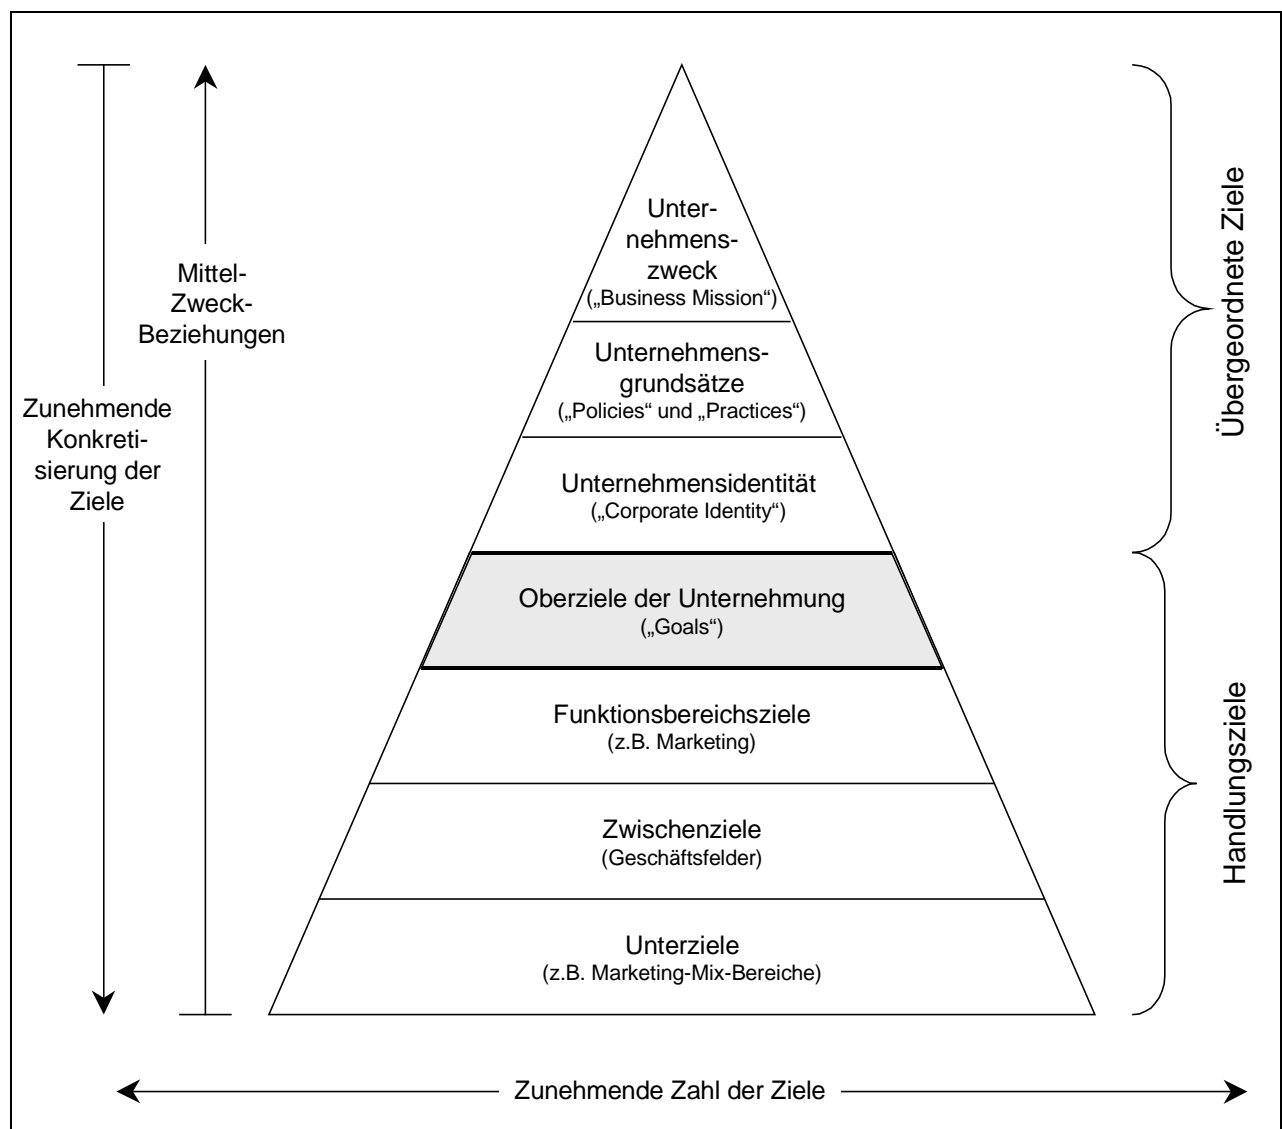 Unter-
nehmens-
zweck
(„Business Mission“)
Unternehmens-
grundsätze
(„Policies“ und „Practices“)
Unternehmensidentität
(„Corporate Identity“)
Oberziele der Unternehmung
(„Goals“)
Funktionsbereichsziele
(z.B. Marketing)
Zwischenziele
(Geschäftsfelder)
Unterziele
(z.B. Marketing-Mix-Bereiche)
Mittel-
Zweck-
Beziehungen
Zunehmende
Konkreti-
sierung der
Ziele
Übergeordnete Ziele
Handlungsziele
Zunehmende Zahl der Ziele